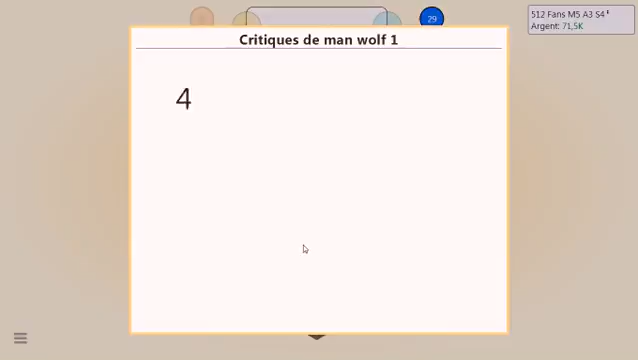 29
512 Fans M5 A3 S4
Argent: 71,5K
Critiques de man wolf 1
4